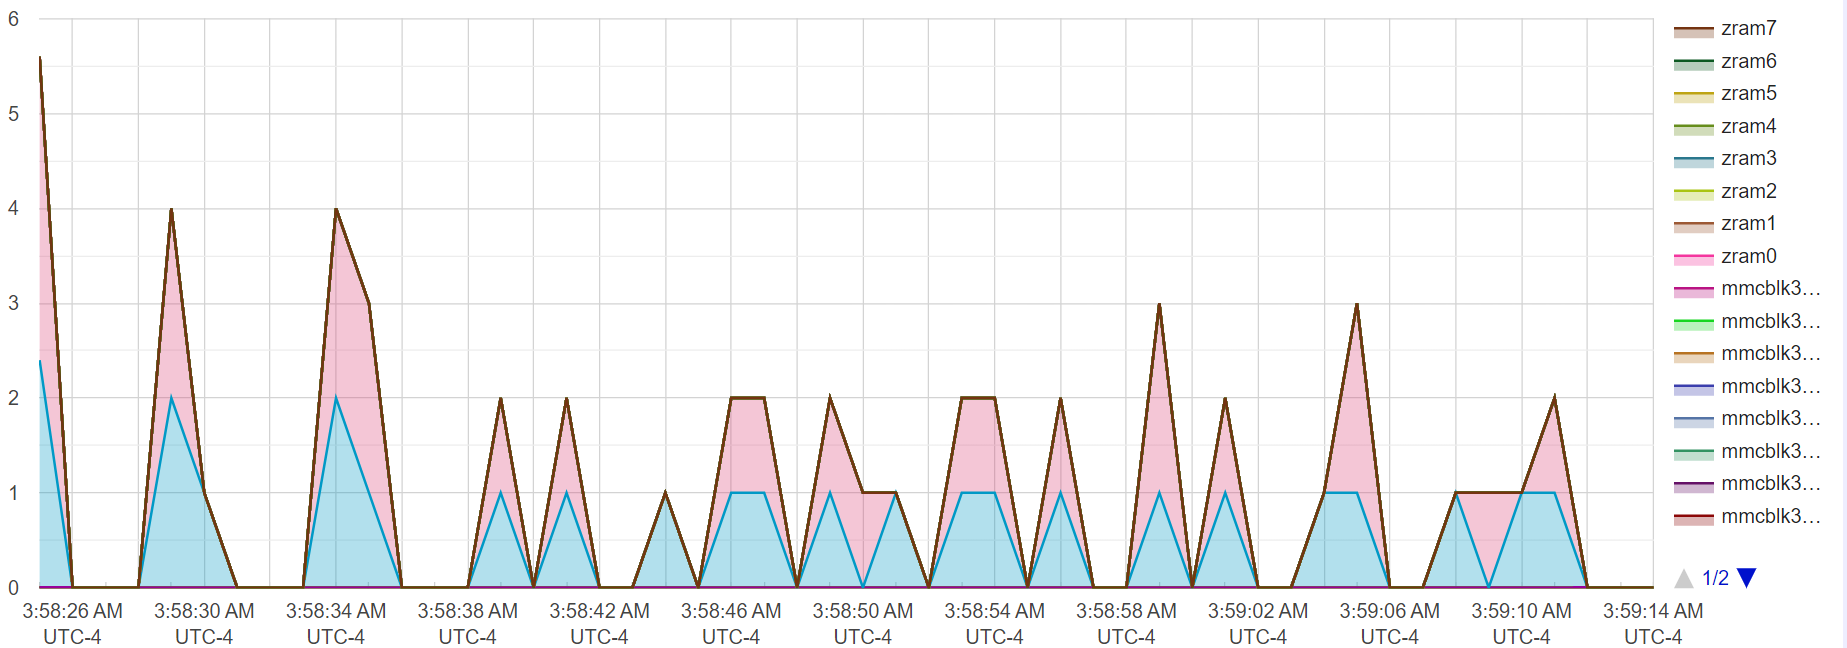 6
5
4
3
2
1
0
3:58:26 AM 3:58:30 AM 3:58:34 AM 3:58:38 AM 3:58:42 AM 3:58:46 AM 3:58:50 AM 3:58:54 AM 3:58:58 AM 3:59:02 AM 3:59:06 AM 3:59:10 AM 3:59:14 AM
UTC-4 UTC-4 UTC-4 UTC-4 UTC-4 UTC-4 UTC-4 UTC-4 UTC-4 UTC-4 UTC-4 UTC-4 UTC-4
zram7
zram6
zram5
zram4
zram3
zram2
zram1
zram0
mmcblk3...
mmcblk3...
mmcblk3...
mmcblk3...
mmcblk3...
mmcblk3...
mmcblk3...
mmcblk3...
1/2